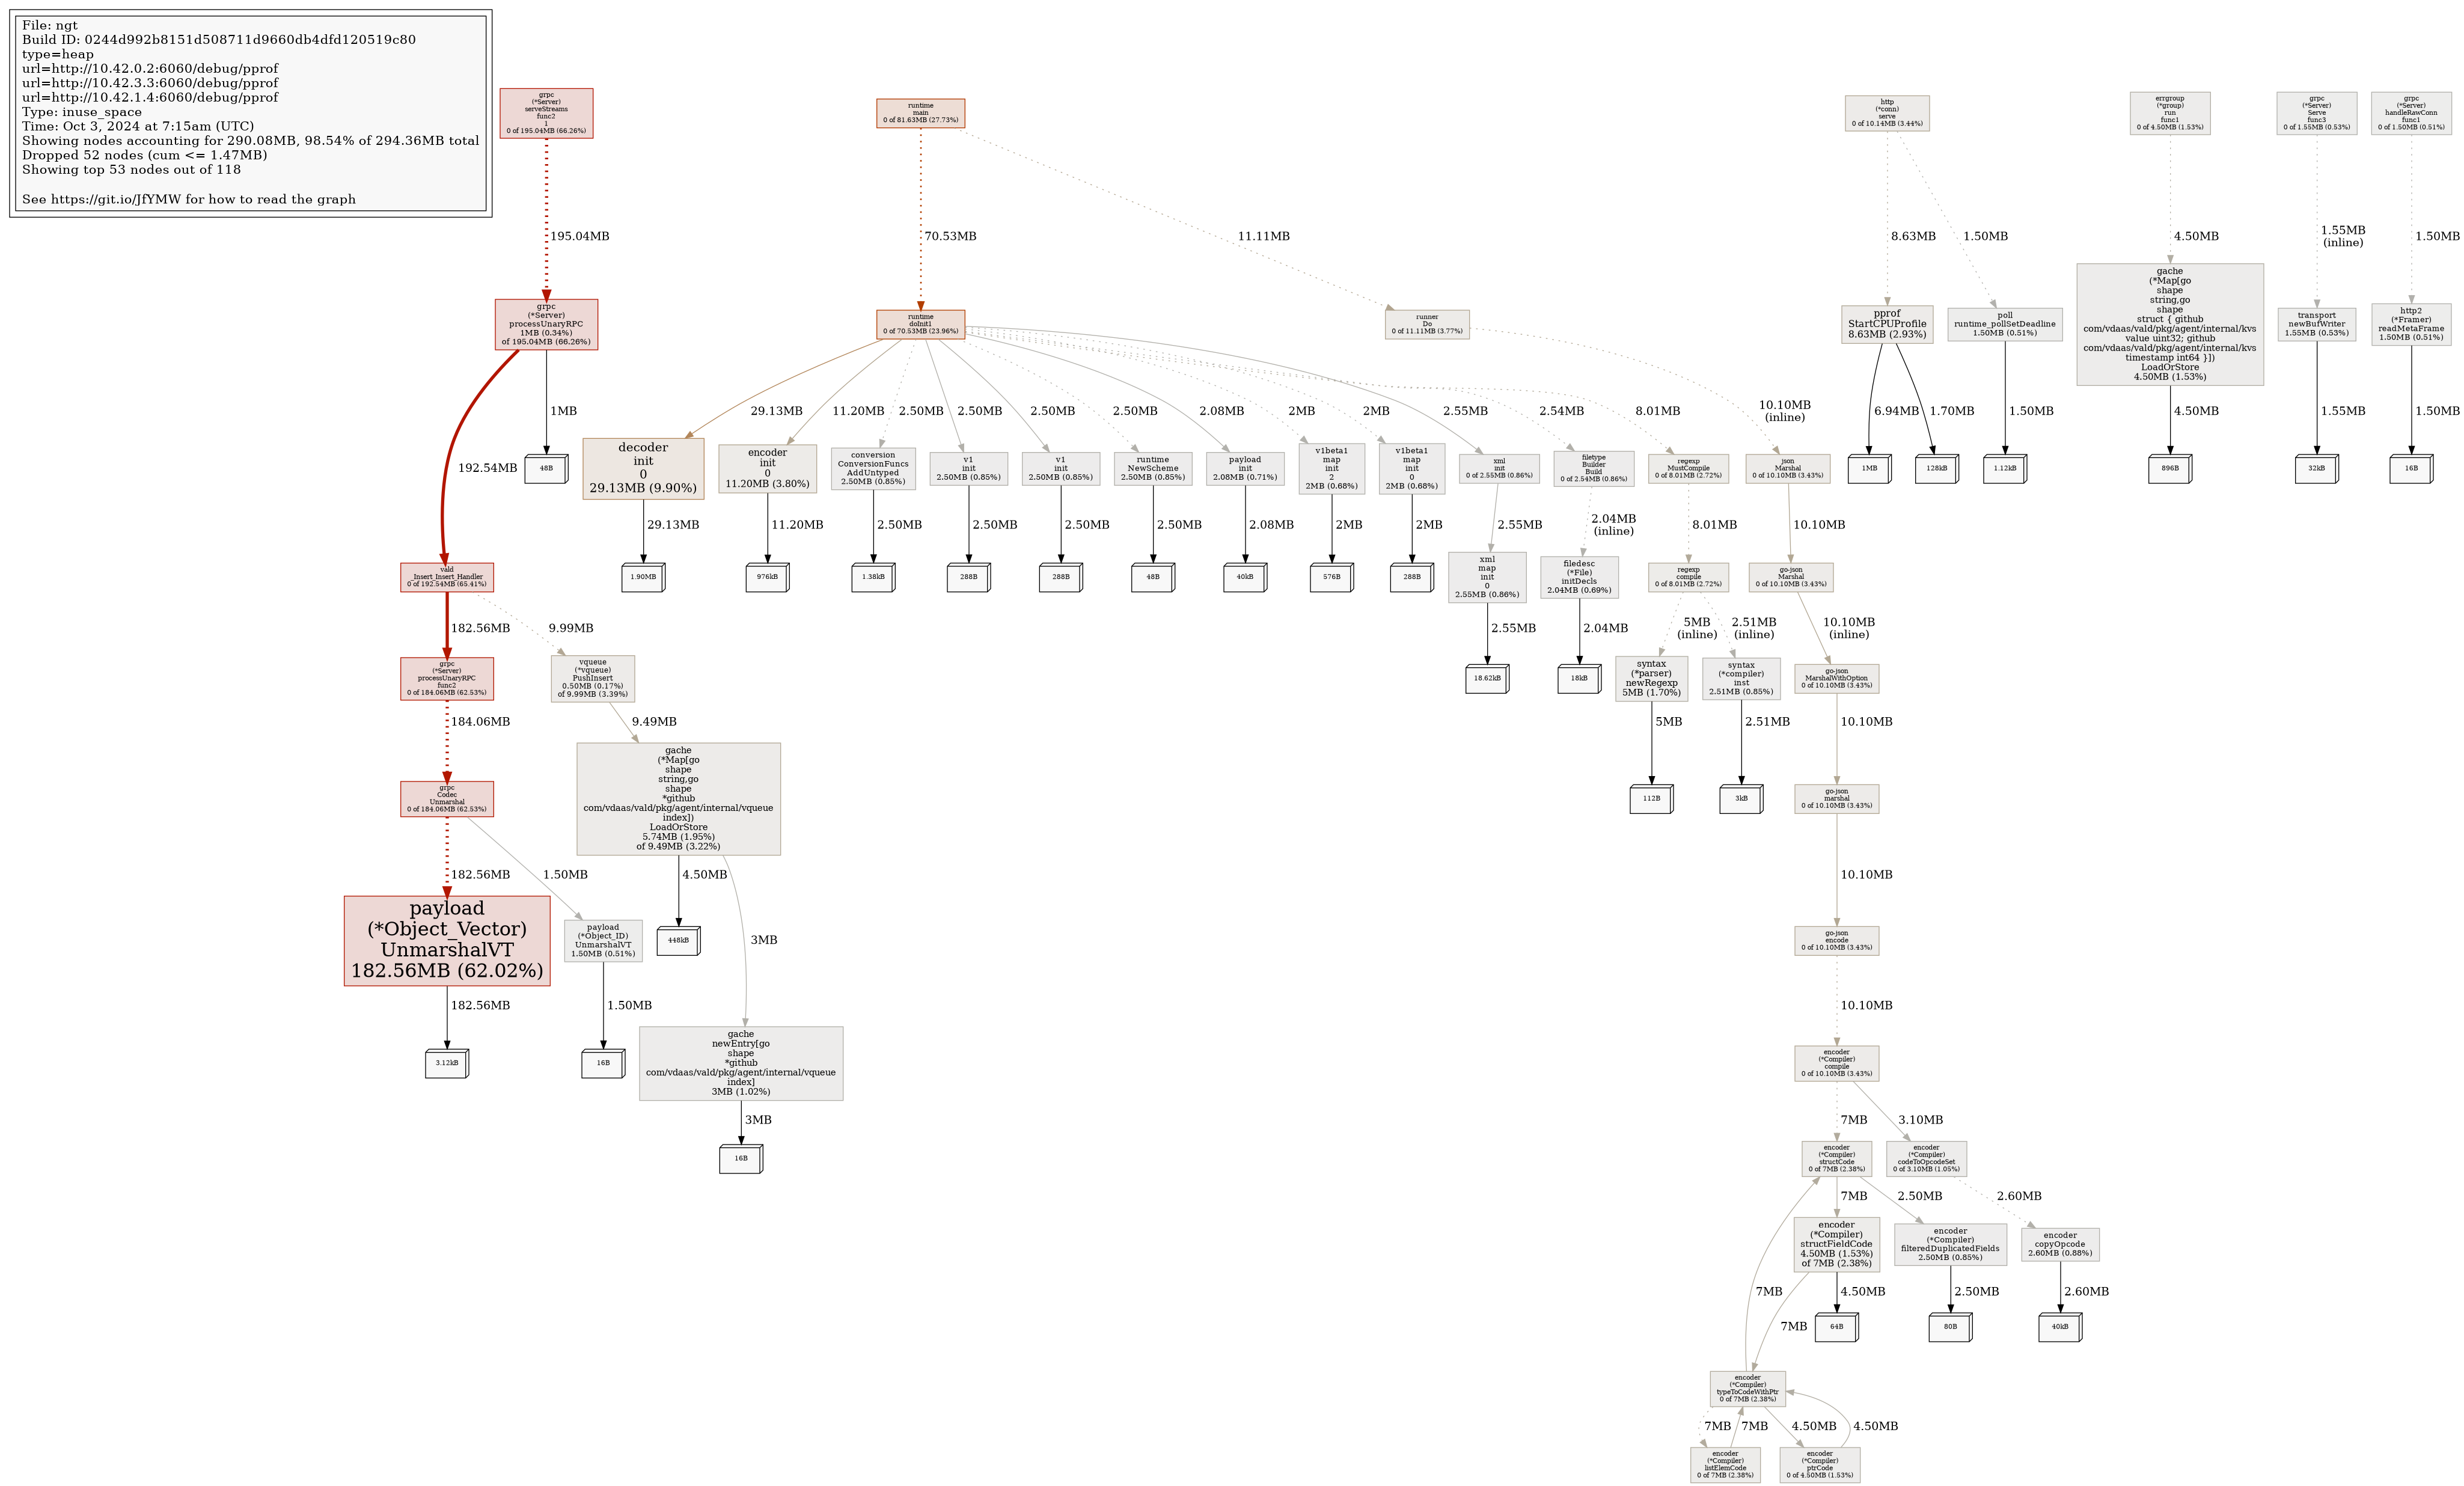 File: ngt
Build ID: 0244d992b8151d508711d9660db4dfd120519c80
type=heap
url=http://10.42.0.2:6060/debug/pprof
url=http://10.42.3.3:6060/debug/pprof
url=http://10.42.1.4:6060/debug/pprof
Type: inuse_space
Time: Oct 3, 2024 at 7:15am (UTC)
Showing nodes accounting for 290.08MB, 98.54% of 294.36MB total
Dropped 52 nodes (cum <= 1.47MB)
Showing top 53 nodes out of 118
See https://git.io/JfYMW for how to read the graph
grpc
(*Server)
serveStreams
func2
1
0 of 195.04MB (66.26%)
runtime
main
0 of 81.63MB (27.73%)
http
(*conn)
serve
0 of 10.14MB (3.44%)
errgroup
(*group)
run
func1
0 of 4.50MB (1.53%)
grpc
(*Server)
Serve
func3
0 of 1.55MB (0.53%)
grpc
(*Server)
handleRawConn
func1
0 of 1.50MB (0.51%)
195.04MB
70.53MB
11.11MB
8.63MB
1.50MB
4.50MB
1.55MB
(inline)
1.50MB
grpc
(*Server)
processUnaryRPC
1MB (0.34%)
of 195.04MB (66.26%)
runtime
doInit1
0 of 70.53MB (23.96%)
runner
Do
0 of 11.11MB (3.77%)
pprof
StartCPUProfile
8.63MB (2.93%)
poll
runtime_pollSetDeadline
1.50MB (0.51%)
gache
(*Map[go
shape
string,go
shape
struct { github
com/vdaas/vald/pkg/agent/internal/kvs
value uint32; github
com/vdaas/vald/pkg/agent/internal/kvs
timestamp int64 }])
LoadOrStore
4.50MB (1.53%)
transport
newBufWriter
1.55MB (0.53%)
http2
(*Framer)
readMetaFrame
1.50MB (0.51%)
192.54MB
1MB
29.13MB
11.20MB
2.50MB
2.50MB
2.50MB
2.50MB
2.08MB
2MB
2MB
2.55MB
2.54MB
8.01MB
10.10MB
(inline)
6.94MB
1.70MB
1.50MB
4.50MB
1.55MB
1.50MB
48B
decoder
init
0
29.13MB (9.90%)
encoder
init
0
11.20MB (3.80%)
conversion
ConversionFuncs
AddUntyped
2.50MB (0.85%)
v1
init
2.50MB (0.85%)
v1
init
2.50MB (0.85%)
runtime
NewScheme
2.50MB (0.85%)
payload
init
2.08MB (0.71%)
v1beta1
map
init
2
2MB (0.68%)
v1beta1
map
init
0
2MB (0.68%)
xml
init
0 of 2.55MB (0.86%)
filetype
Builder
Build
0 of 2.54MB (0.86%)
regexp
MustCompile
0 of 8.01MB (2.72%)
json
Marshal
0 of 10.10MB (3.43%)
1MB
128kB
1.12kB
896B
32kB
16B
29.13MB
11.20MB
2.50MB
2.50MB
2.50MB
2.50MB
2.08MB
2MB
2MB
2.55MB
2.04MB
(inline)
8.01MB
10.10MB
vald
_Insert_Insert_Handler
0 of 192.54MB (65.41%)
1.90MB
976kB
1.38kB
288B
288B
48B
40kB
576B
288B
xml
map
init
0
2.55MB (0.86%)
filedesc
(*File)
initDecls
2.04MB (0.69%)
regexp
compile
0 of 8.01MB (2.72%)
go-json
Marshal
0 of 10.10MB (3.43%)
182.56MB
9.99MB
2.55MB
2.04MB
5MB
(inline)
2.51MB
(inline)
10.10MB
(inline)
grpc
(*Server)
processUnaryRPC
func2
0 of 184.06MB (62.53%)
vqueue
(*vqueue)
PushInsert
0.50MB (0.17%)
of 9.99MB (3.39%)
18.62kB
18kB
syntax
(*parser)
newRegexp
5MB (1.70%)
syntax
(*compiler)
inst
2.51MB (0.85%)
go-json
MarshalWithOption
0 of 10.10MB (3.43%)
184.06MB
9.49MB
5MB
2.51MB
10.10MB
grpc
Codec
Unmarshal
0 of 184.06MB (62.53%)
gache
(*Map[go
shape
string,go
shape
*github
com/vdaas/vald/pkg/agent/internal/vqueue
index])
LoadOrStore
5.74MB (1.95%)
of 9.49MB (3.22%)
112B
3kB
go-json
marshal
0 of 10.10MB (3.43%)
182.56MB
1.50MB
4.50MB
3MB
10.10MB
payload
(*Object_Vector)
UnmarshalVT
182.56MB (62.02%)
payload
(*Object_ID)
UnmarshalVT
1.50MB (0.51%)
448kB
go-json
encode
0 of 10.10MB (3.43%)
182.56MB
1.50MB
10.10MB
3.12kB
16B
gache
newEntry[go
shape
*github
com/vdaas/vald/pkg/agent/internal/vqueue
index]
3MB (1.02%)
encoder
(*Compiler)
compile
0 of 10.10MB (3.43%)
3MB
7MB
3.10MB
16B
encoder
(*Compiler)
structCode
0 of 7MB (2.38%)
encoder
(*Compiler)
codeToOpcodeSet
0 of 3.10MB (1.05%)
7MB
2.50MB
2.60MB
encoder
(*Compiler)
structFieldCode
4.50MB (1.53%)
of 7MB (2.38%)
encoder
(*Compiler)
filteredDuplicatedFields
2.50MB (0.85%)
encoder
copyOpcode
2.60MB (0.88%)
7MB
7MB
4.50MB
2.50MB
2.60MB
64B
80B
40kB
encoder
(*Compiler)
typeToCodeWithPtr
0 of 7MB (2.38%)
7MB
7MB
4.50MB
4.50MB
encoder
(*Compiler)
listElemCode
0 of 7MB (2.38%)
encoder
(*Compiler)
ptrCode
0 of 4.50MB (1.53%)